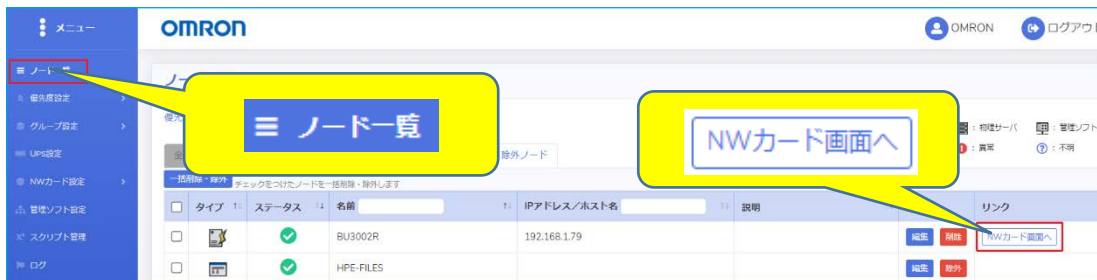 メニュー
OMRON
OMRON
ログアウト
ノード一覧
優先度設定
グループ設定
UPS設定
NWカード設定
管理ソフト設定
スクリプト管理
ログ
ノード一覧
NWカード画面へ
：物理サーバ
：管理ソフト
：異常
：不明
除外ノード
一括削除・除外
チェックをつけたノードを一括削除・除外します
タイプ ステータス 名前 IPアドレス／ホスト名 説明 リンク
BU3002R 192.168.1.79 編集 削除 NWカード画面へ
HPE-FILES 編集 除外